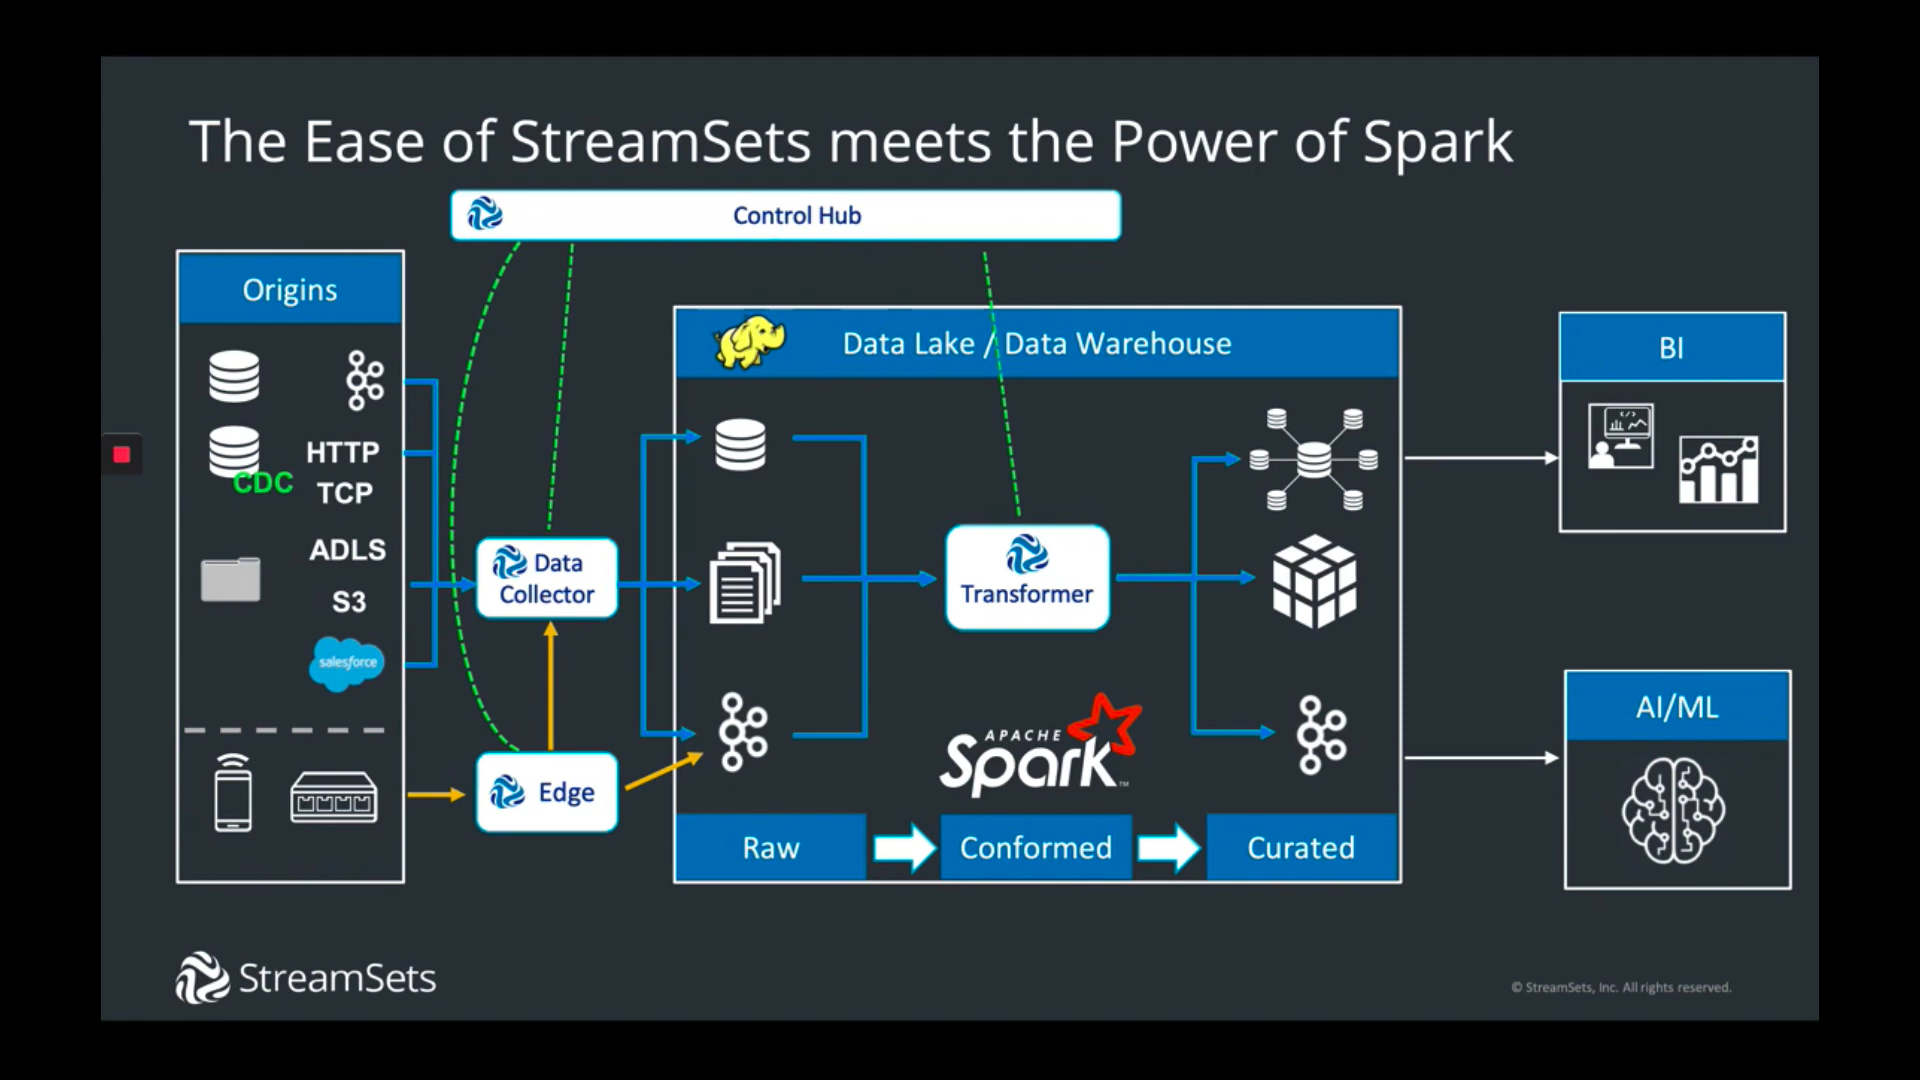 The Ease of StreamSets meets the Power of Spark
Control Hub
Origins
CDC
HTTP
TCP
ADLS
S3
salesforce
Data
Collector
Edge
Data Lake / Data Warehouse
Transformer
APACHE
Spark™
Raw
Conformed
Curated
BI
</>
AI/ML
StreamSets
© StreamSets, Inc. All rights reserved.